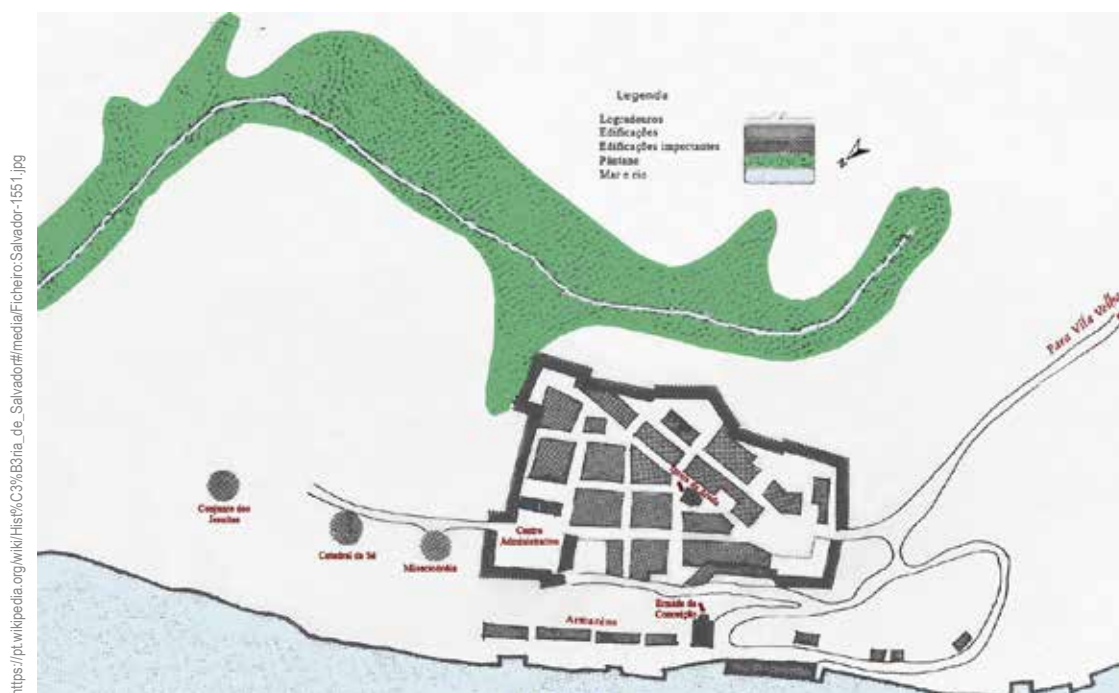 https://pt.wikipedia.org/wiki/Hist%C3%B3ria_de_Salvador#/media/Ficheiro:Salvador-1551.jpg
Legenda
Logradouros
Edificações
Edificações importantes
Pântano
Mar e rio
N
Para Vila Velha
Conjunto dos
Jesuítas
Catedral da Sé
Misericórdia
Centro
Administrativo
Ermida da
Conceição